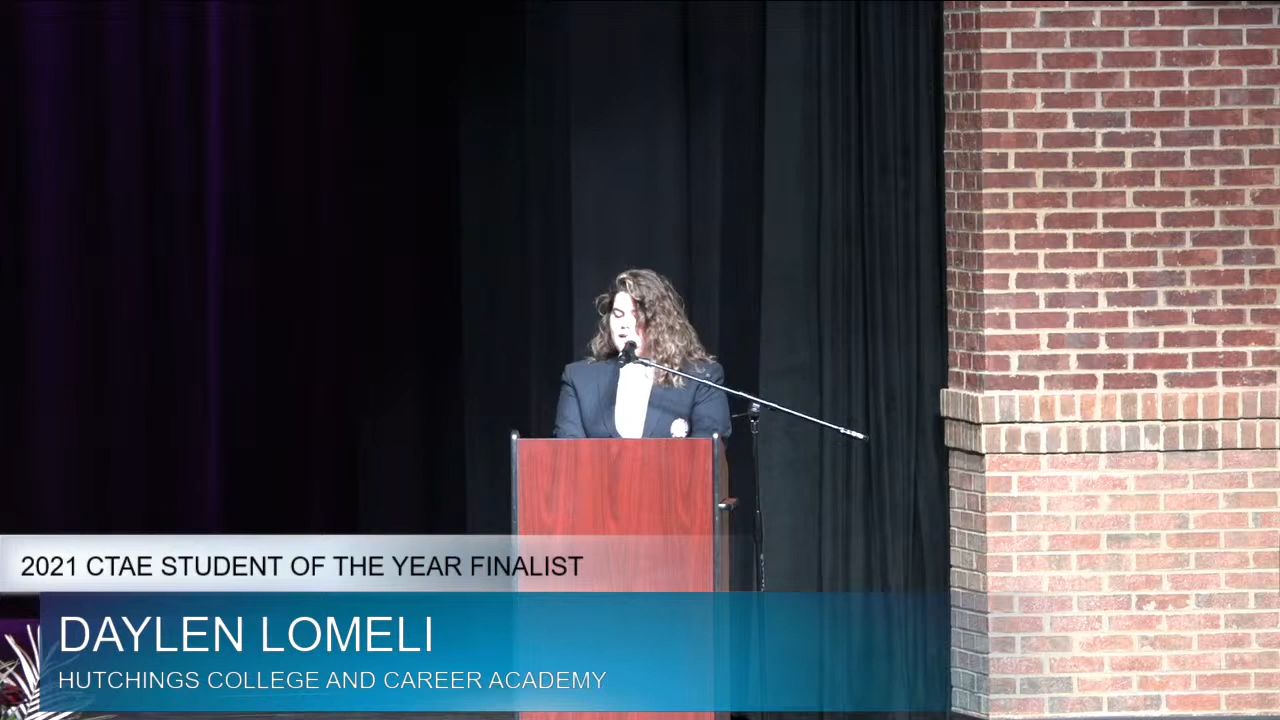 2021 CTAE STUDENT OF THE YEAR FINALIST
DAYLEN LOMELI
HUTCHINGS COLLEGE AND CAREER ACADEMY